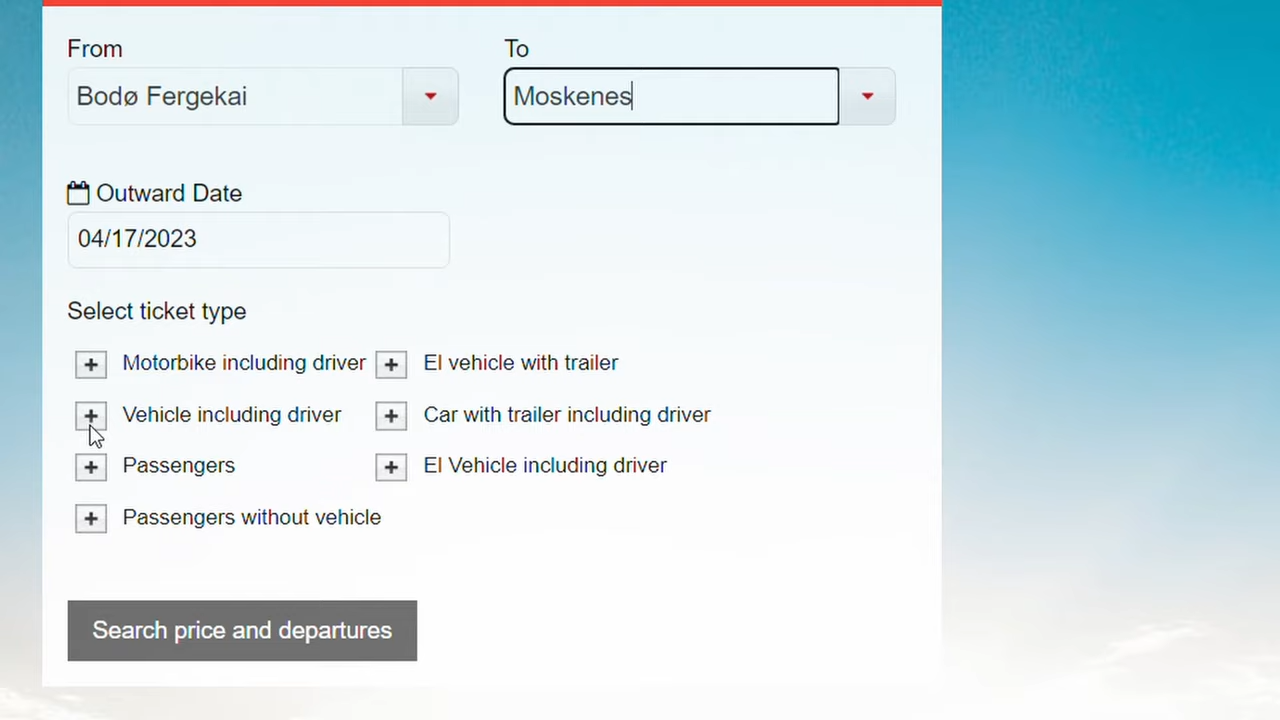 From To
Bodø Fergekai Moskenes
Outward Date
04/17/2023
Select ticket type
+ Motorbike including driver + El vehicle with trailer
+ Vehicle including driver + Car with trailer including driver
+ Passengers + El Vehicle including driver
+ Passengers without vehicle
Search price and departures